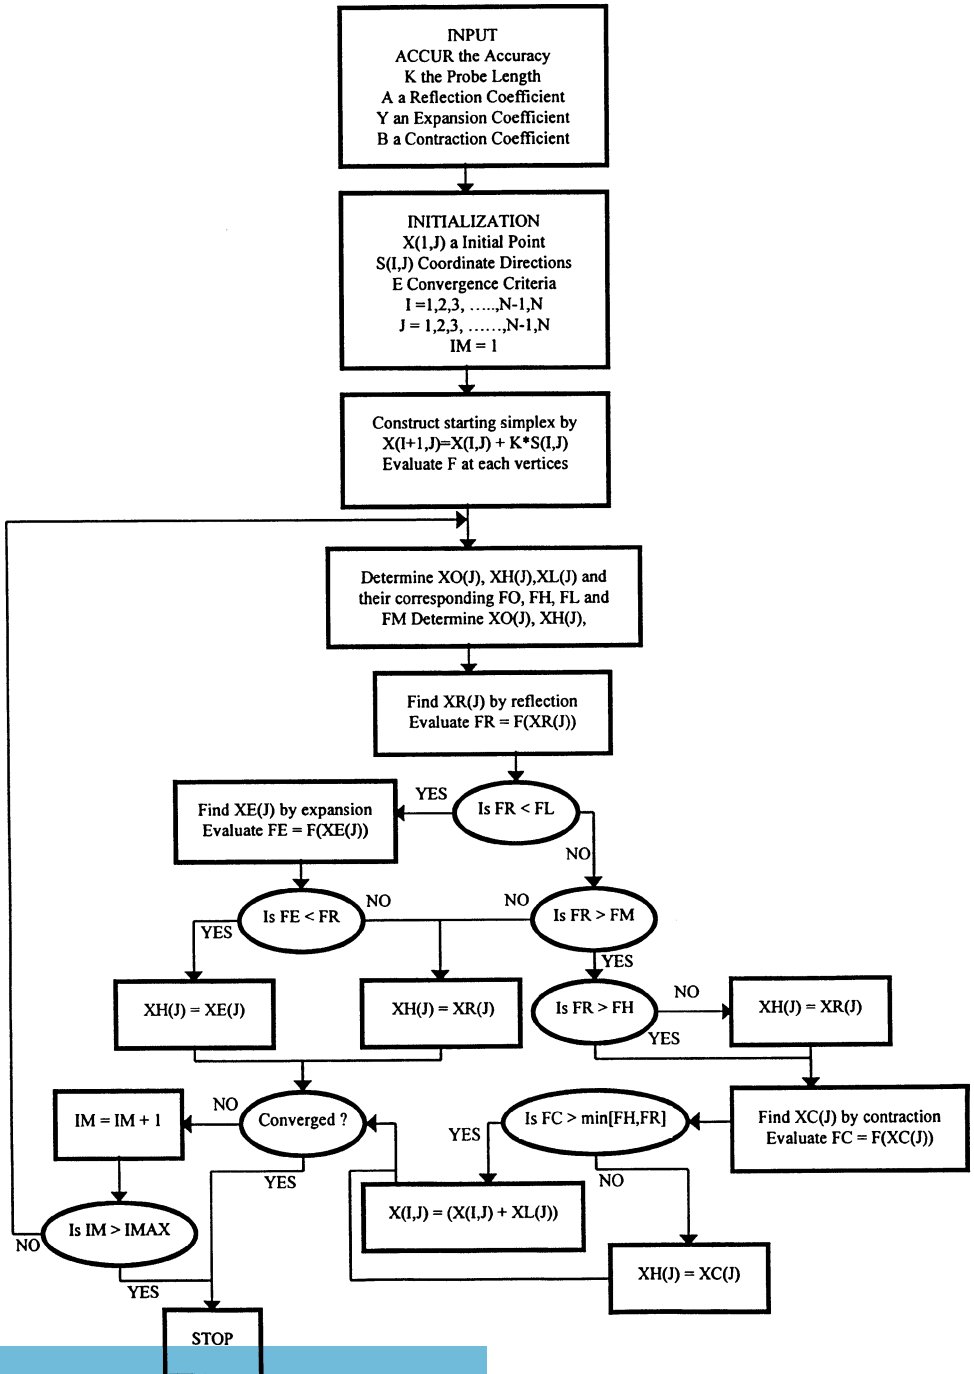 INPUT
ACCUR the Accuracy
K the Probe Length
A a Reflection Coefficient
Y an Expansion Coefficient
B a Contraction Coefficient
INITIALIZATION
X(1,J) a Initial Point
S(I,J) Coordinate Directions
E Convergence Criteria
I =1,2,3, .....,N-1,N
J = 1,2,3, ......,N-1,N
IM = 1
Construct starting simplex by
X(I+1,J)=X(I,J) + K*S(I,J)
Evaluate F at each vertices
Determine XO(J), XH(J),XL(J) and
their corresponding FO, FH, FL and
FM Determine XO(J), XH(J),
Find XR(J) by reflection
Evaluate FR = F(XR(J))
Is FR < FL
YES
NO
Find XE(J) by expansion
Evaluate FE = F(XE(J))
Is FE < FR
NO
YES
NO
Is FR > FM
YES
XH(J) = XE(J)
XH(J) = XR(J)
Is FR > FH
NO
YES
XH(J) = XR(J)
IM = IM + 1
NO
Converged ?
YES
Is FC > min[FH,FR]
YES
NO
Find XC(J) by contraction
Evaluate FC = F(XC(J))
Is IM > IMAX
NO
YES
X(I,J) = (X(I,J) + XL(J))
XH(J) = XC(J)
STOP